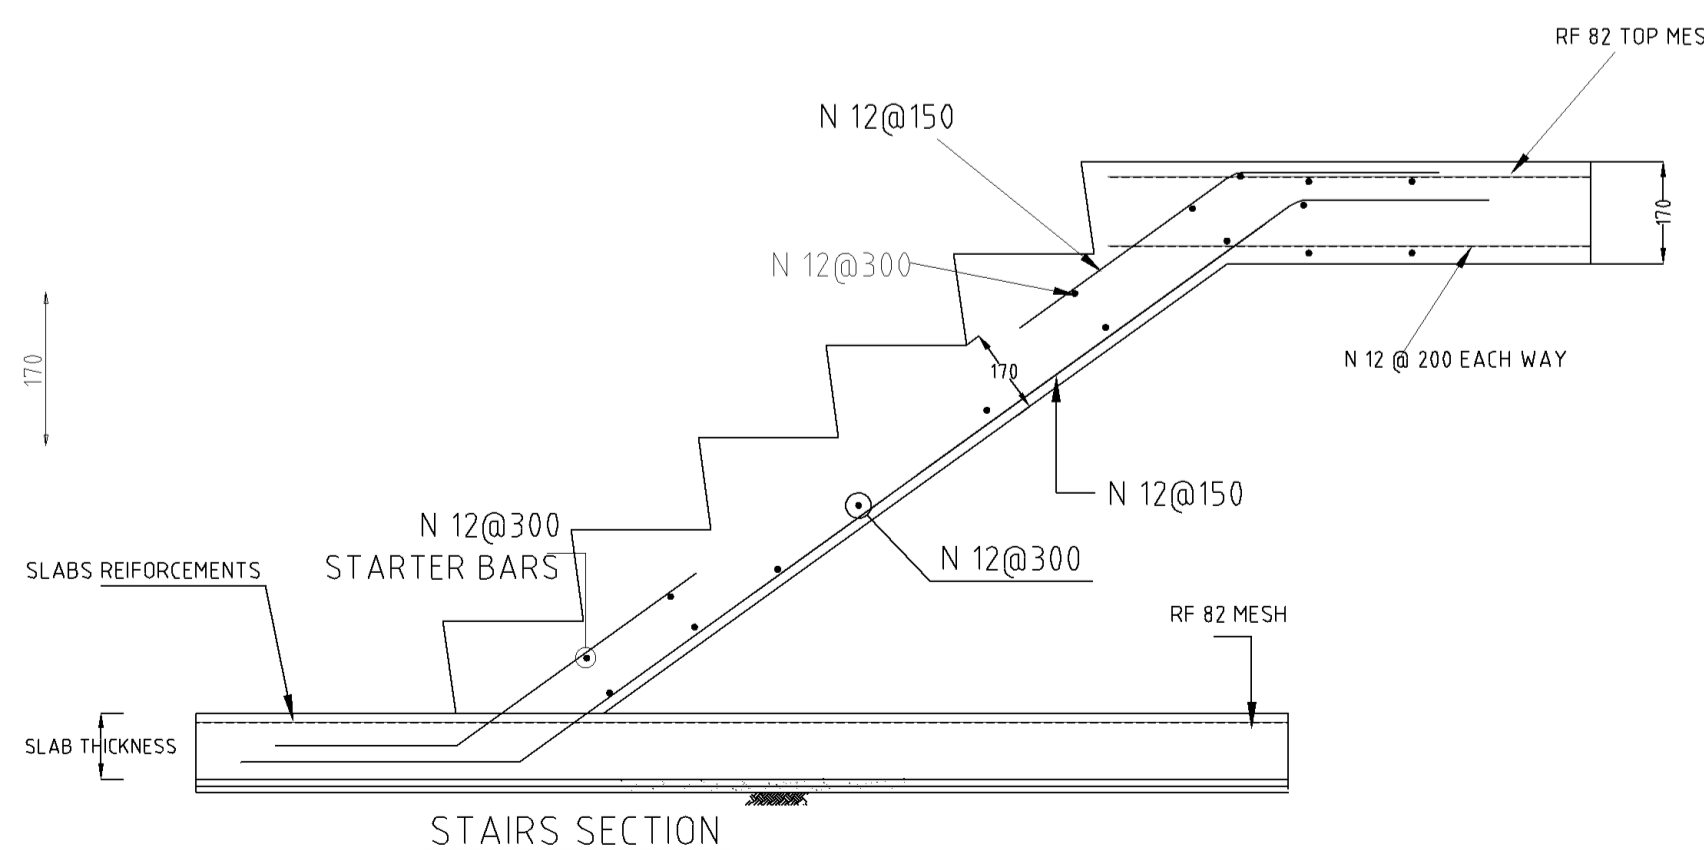 RF 82 TOP MES
N 12@150
N 12@300
170
170
170
N 12 @ 200 EACH WAY
N 12@150
N 12@300
STARTER BARS
N 12@300
SLABS REIFORCEMENTS
RF 82 MESH
SLAB THICKNESS
STAIRS SECTION